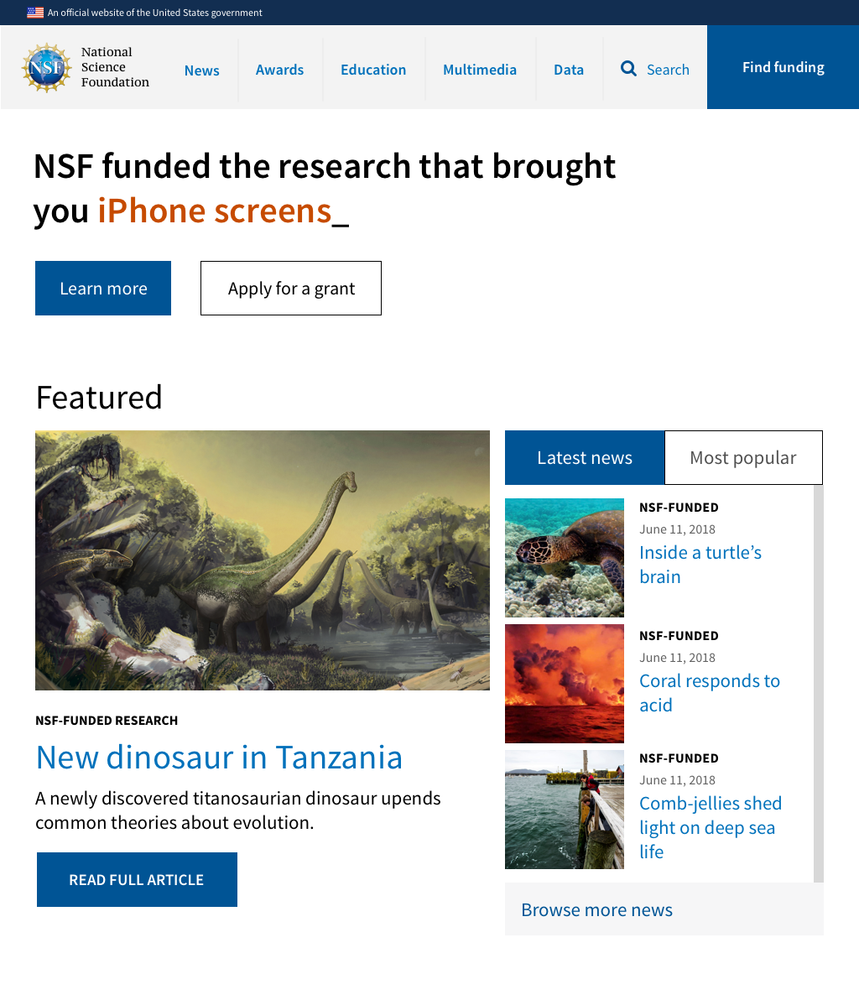 An official website of the United States government
NSF
National
Science
Foundation
News
Awards
Education
Multimedia
Data
Search
Find funding
NSF funded the research that brought
you iPhone screens_
Learn more
Apply for a grant
Featured
Latest news
Most popular
NSF-FUNDED
June 11, 2018
Inside a turtle’s
brain
NSF-FUNDED
June 11, 2018
Coral responds to
acid
NSF-FUNDED
June 11, 2018
Comb-jellies shed
light on deep sea
life
Browse more news
NSF-FUNDED RESEARCH
New dinosaur in Tanzania
A newly discovered titanosaurian dinosaur upends
common theories about evolution.
READ FULL ARTICLE